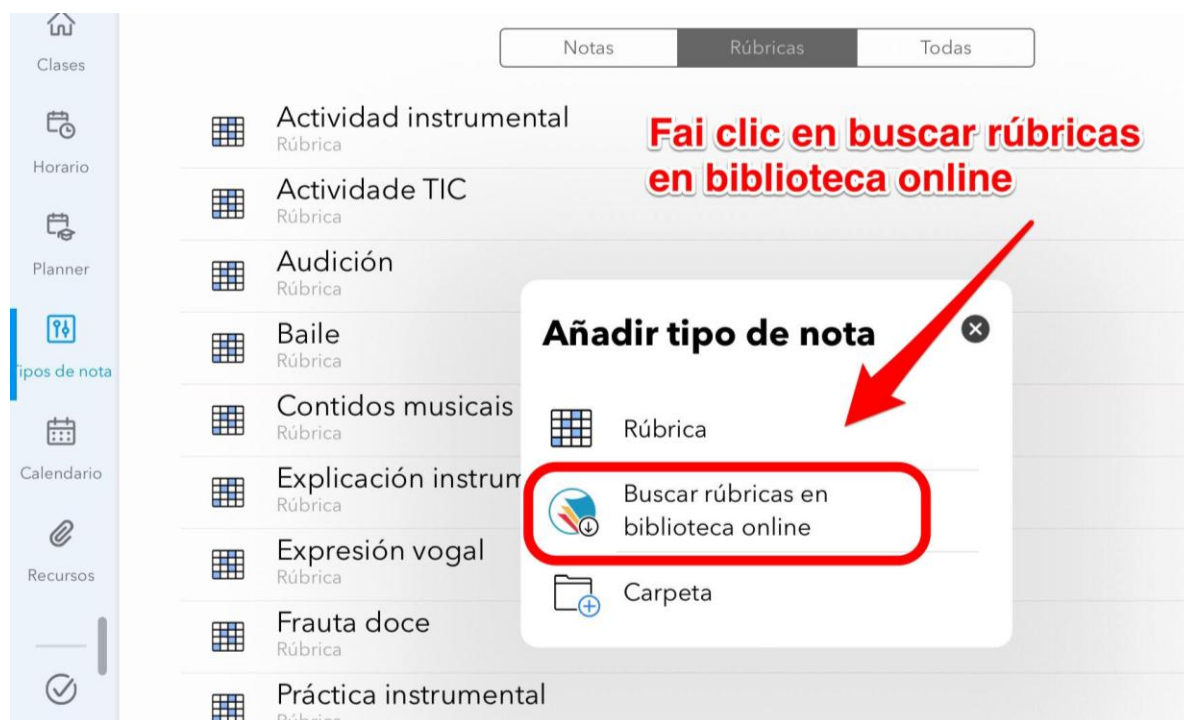 Clases
Horario
Planner
Tipos de nota
Calendario
Recursos
Notas
Rúbricas
Todas
Actividad instrumental
Rúbrica
Actividade TIC
Rúbrica
Audición
Rúbrica
Baile
Rúbrica
Contidos musicais
Rúbrica
Explicación instrum
Rúbrica
Expresión vogal
Rúbrica
Frauta doce
Rúbrica
Práctica instrumental
Rúbrica
Fai clic en buscar rúbricas
en biblioteca online
Añadir tipo de nota
Rúbrica
Buscar rúbricas en
biblioteca online
Carpeta